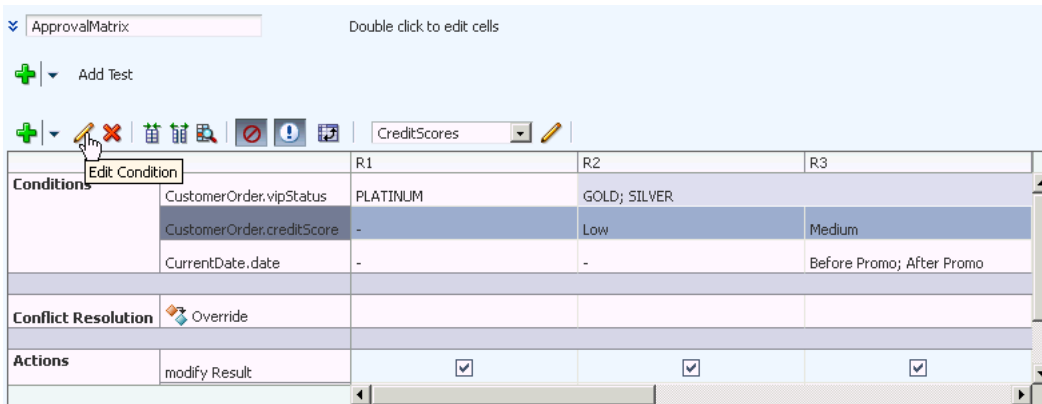 ApprovalMatrix Double click to edit cells
Add Test
CreditScores
R1 R2 R3
Edit Condition
Conditions CustomerOrder.vipStatus PLATINUM GOLD; SILVER
CustomerOrder.creditScore - Low Medium
CurrentDate.date - - Before Promo; After Promo
Conflict Resolution Override
Actions modify Result